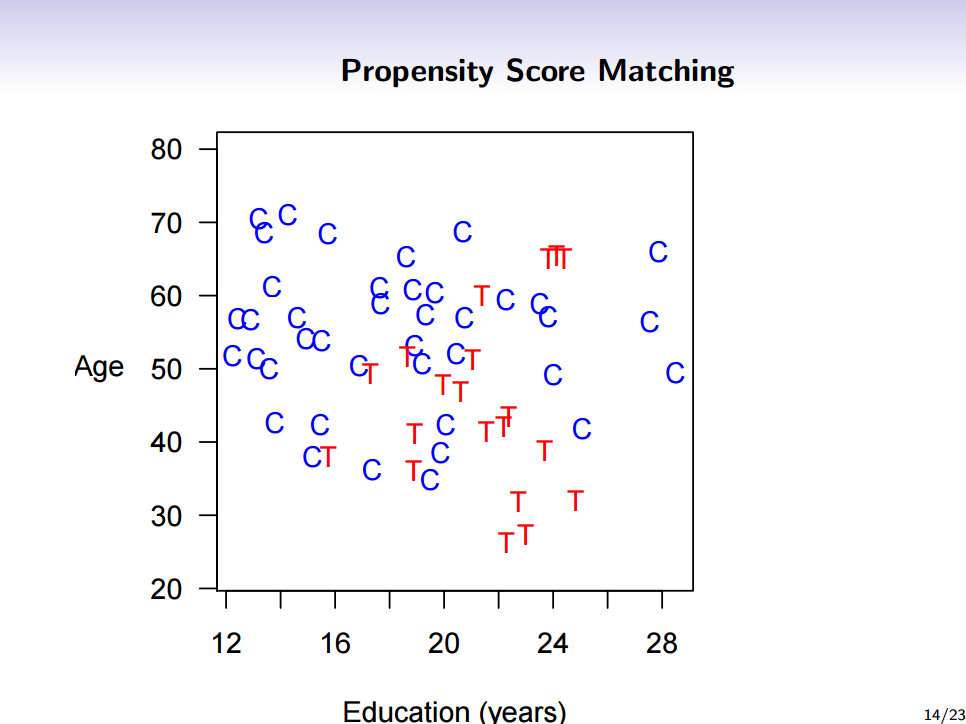 Propensity Score Matching
80
70
60
50
40
30
20
Age
C C C C C C C C C C C C C C C C C C C C C C C C C C C C C C C C C C C C C C C C C C
T T T T T T T T T T T T T T T T T T T T
12 16 20 24 28
Education (years)
14/23